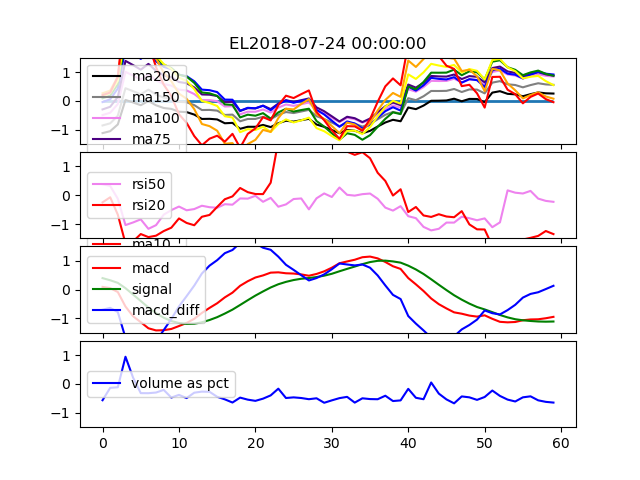 EL2018-07-24 00:00:00
1
0
−1
ma200
ma150
ma100
ma75
1
0
−1
rsi50
rsi20
ma10
1
0
−1
macd
signal
macd_diff
1
0
−1
volume as pct
0 10 20 30 40 50 60